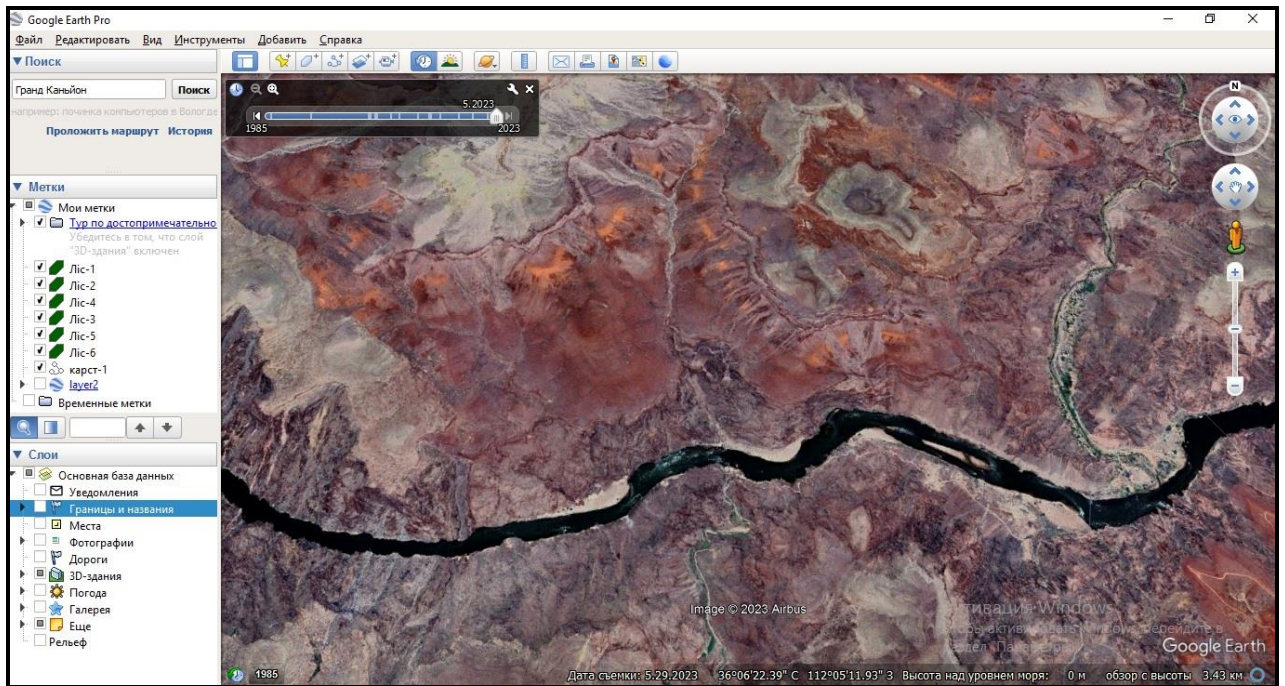 Google Earth Pro
Файл Редактировать Вид Инструменты Добавить Справка
Поиск
Гранд Каньйон Поиск
например: починка компьютеров в Вологде
Проложить маршрут История
Метки
Мои метки
Тур по достопримечательно
Убедитесь в том, что слой
"3D-здания" включен
Ліс-1
Ліс-2
Ліс-4
Ліс-3
Ліс-5
Ліс-6
карст-1
layer2
Временные метки
Слои
Основная база данных
Уведомления
Границы и названия
Места
Фотографии
Дороги
3D-здания
Погода
Галерея
Еще
Рельеф
5.2023
1985 2023
N
Image © 2023 Airbus
Windows
Google Earth
1985 Дата съемки: 5.29.2023 36°06'22.39" С 112°05'11.93" З Высота над уровнем моря: 0 м обзор с высоты 3.43 км